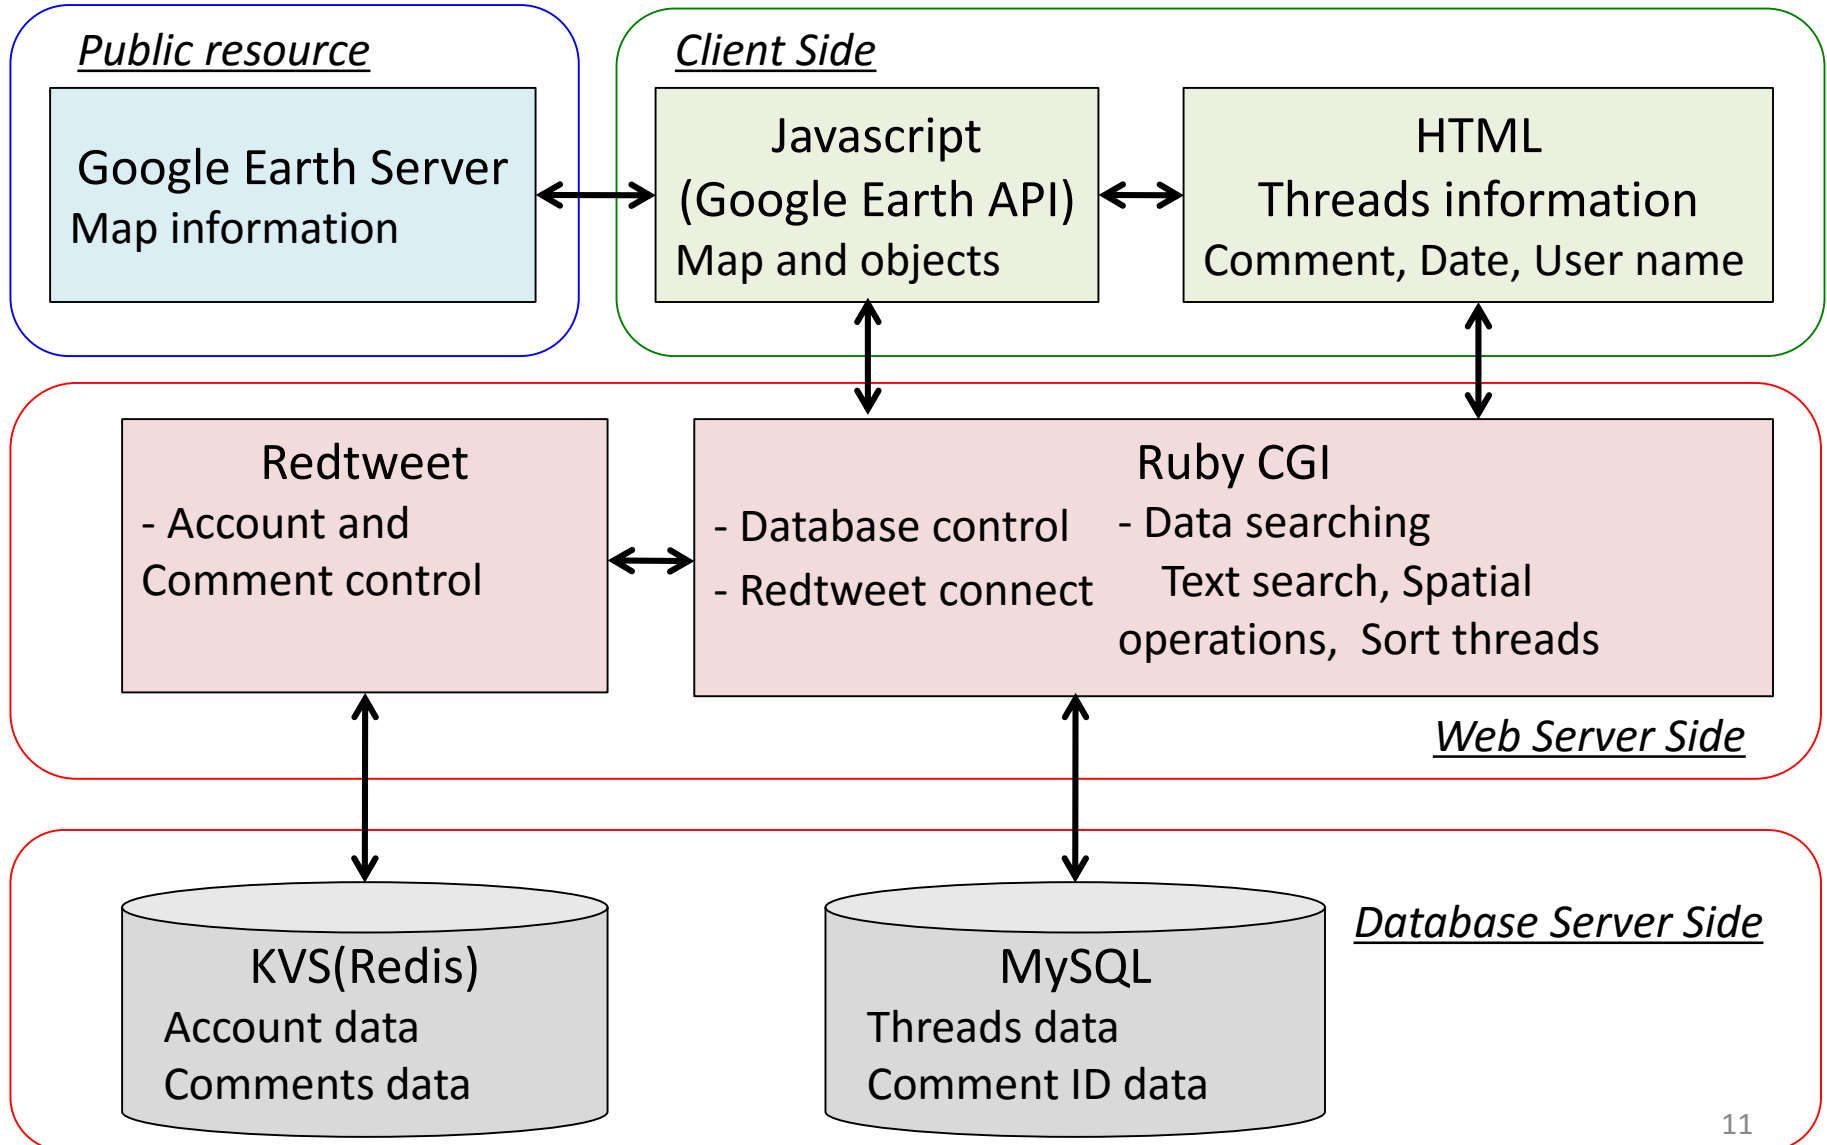 Public resource
Google Earth Server
Map information
Client Side
Javascript
(Google Earth API)
Map and objects
HTML
Threads information
Comment, Date, User name
Redtweet
- Account and
Comment control
Ruby CGI
- Database control
- Redtweet connect
- Data searching
Text search, Spatial
operations,  Sort threads
Web Server Side
Database Server Side
KVS(Redis)
Account data
Comments data
MySQL
Threads data
Comment ID data
11